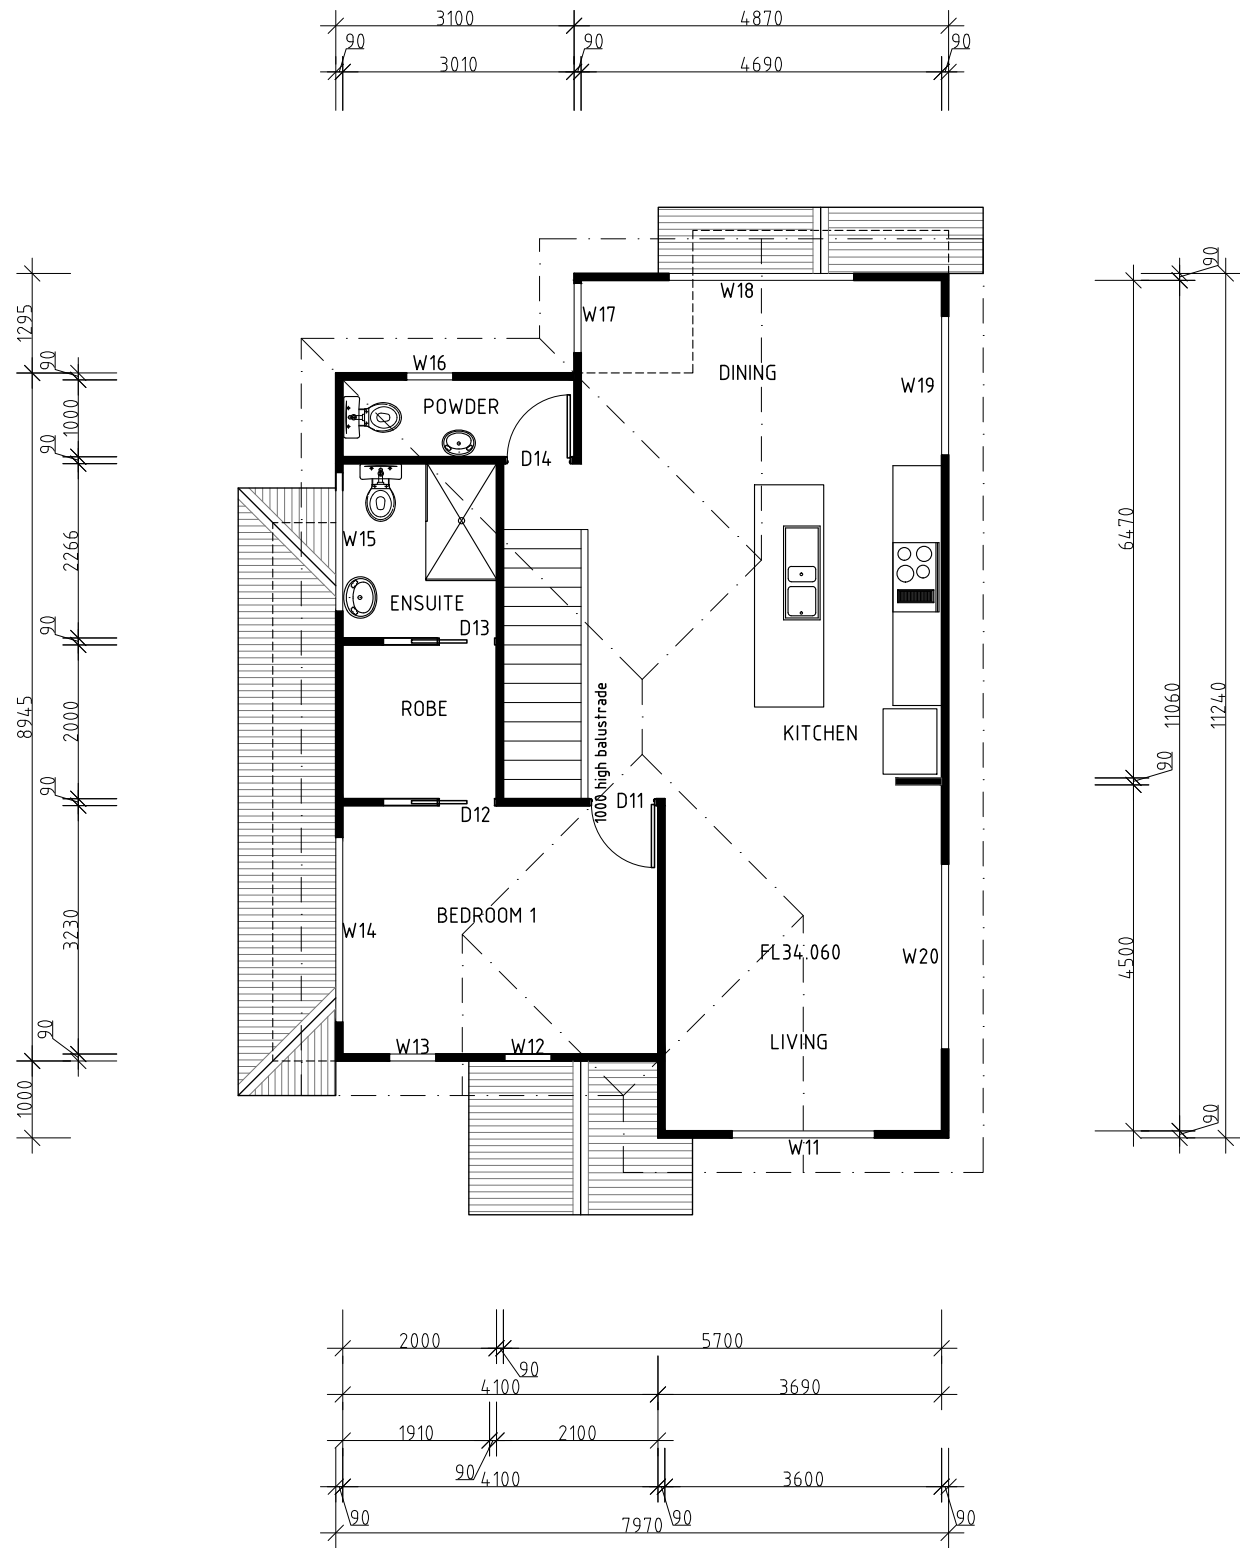 3100
4870
90
90
90
3010
4690
90
W18
W17
1295
90
W16
DINING
W19
POWDER
1000
90
D14
6470
W15
2266
ENSUITE
90
D13
8945
2000
ROBE
1000 high balustrade
KITCHEN
11060
11240
90
90
D11
D12
BEDROOM 1
W14
3230
FL34.060
W20
4500
90
W13
W12
LIVING
1000
90
W11
2000
5700
90
4100
3690
1910
2100
90
4100
3600
90
90
90
7970